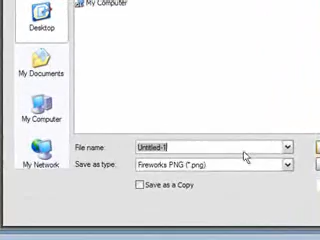 My Computer
Desktop
My Documents
My Computer
My Network
File name:
Untitled-1
Save as type:
Fireworks PNG (*.png)
Save as a Copy